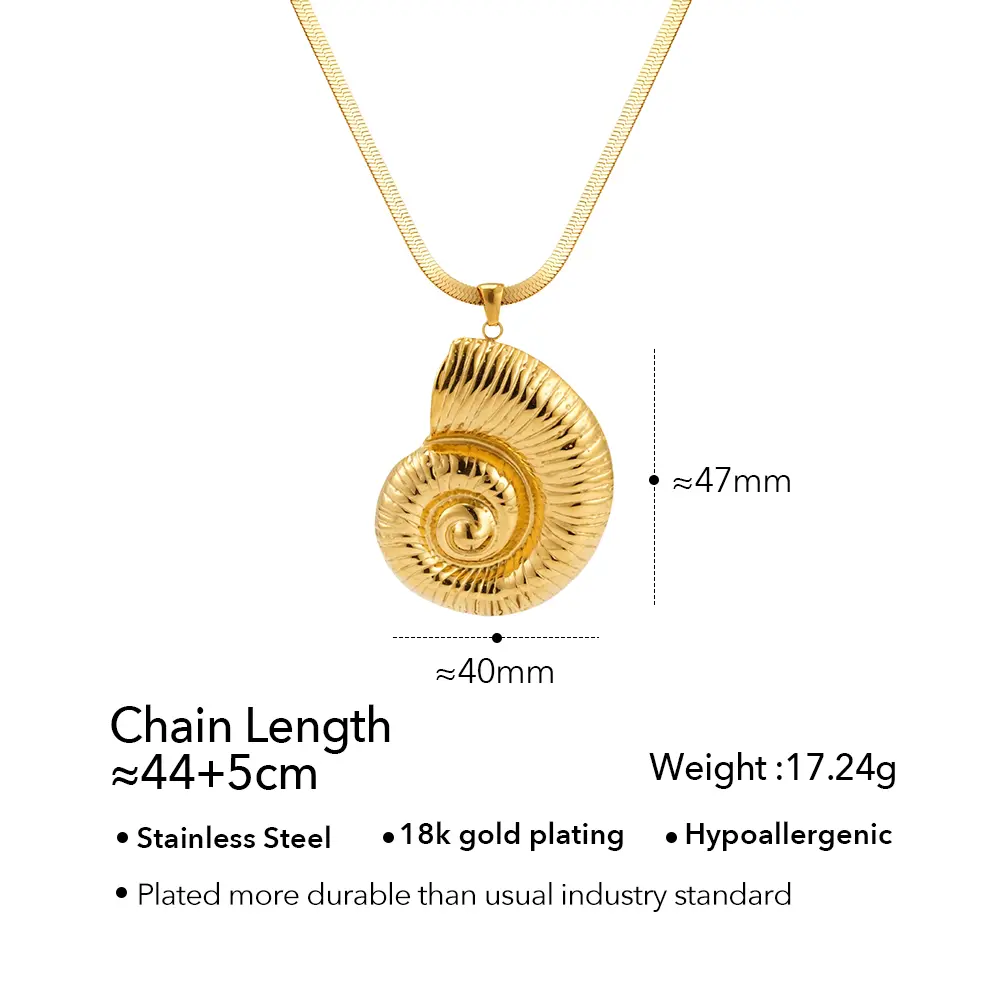 ≈47mm
≈40mm
Chain Length
≈44+5cm
Weight :17.24g
• Stainless Steel
• 18k gold plating
• Hypoallergenic
• Plated more durable than usual industry standard